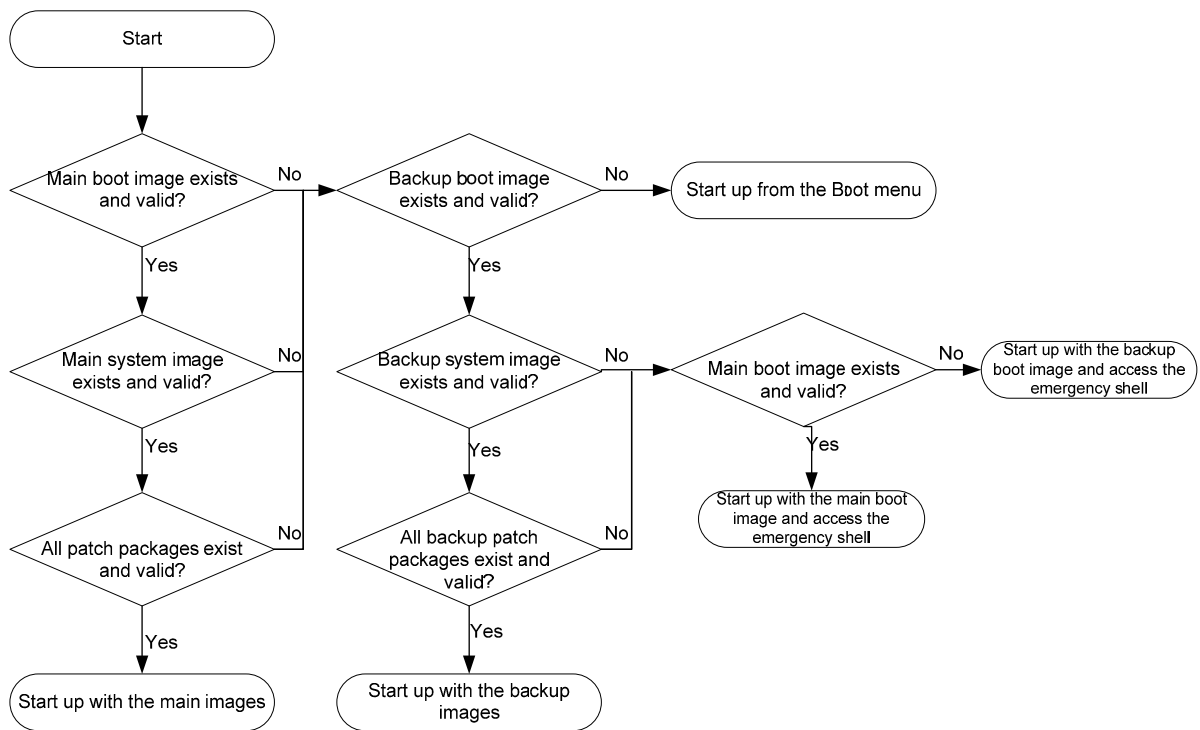 Start
Main boot image exists
and valid?
No
Backup boot image
exists and valid?
No
Start up from the Boot menu
Yes
Yes
Main system image
exists and valid?
No
Backup system image
exists and valid?
No
Main boot image exists
and valid?
No
Start up with the backup
boot image and access the
emergency shell
Yes
Yes
Yes
Start up with the main boot
image and access the
emergency shell
All patch packages exist
and valid?
No
All backup patch
packages exist and
valid?
No
Yes
Yes
Start up with the main images
Start up with the backup
images